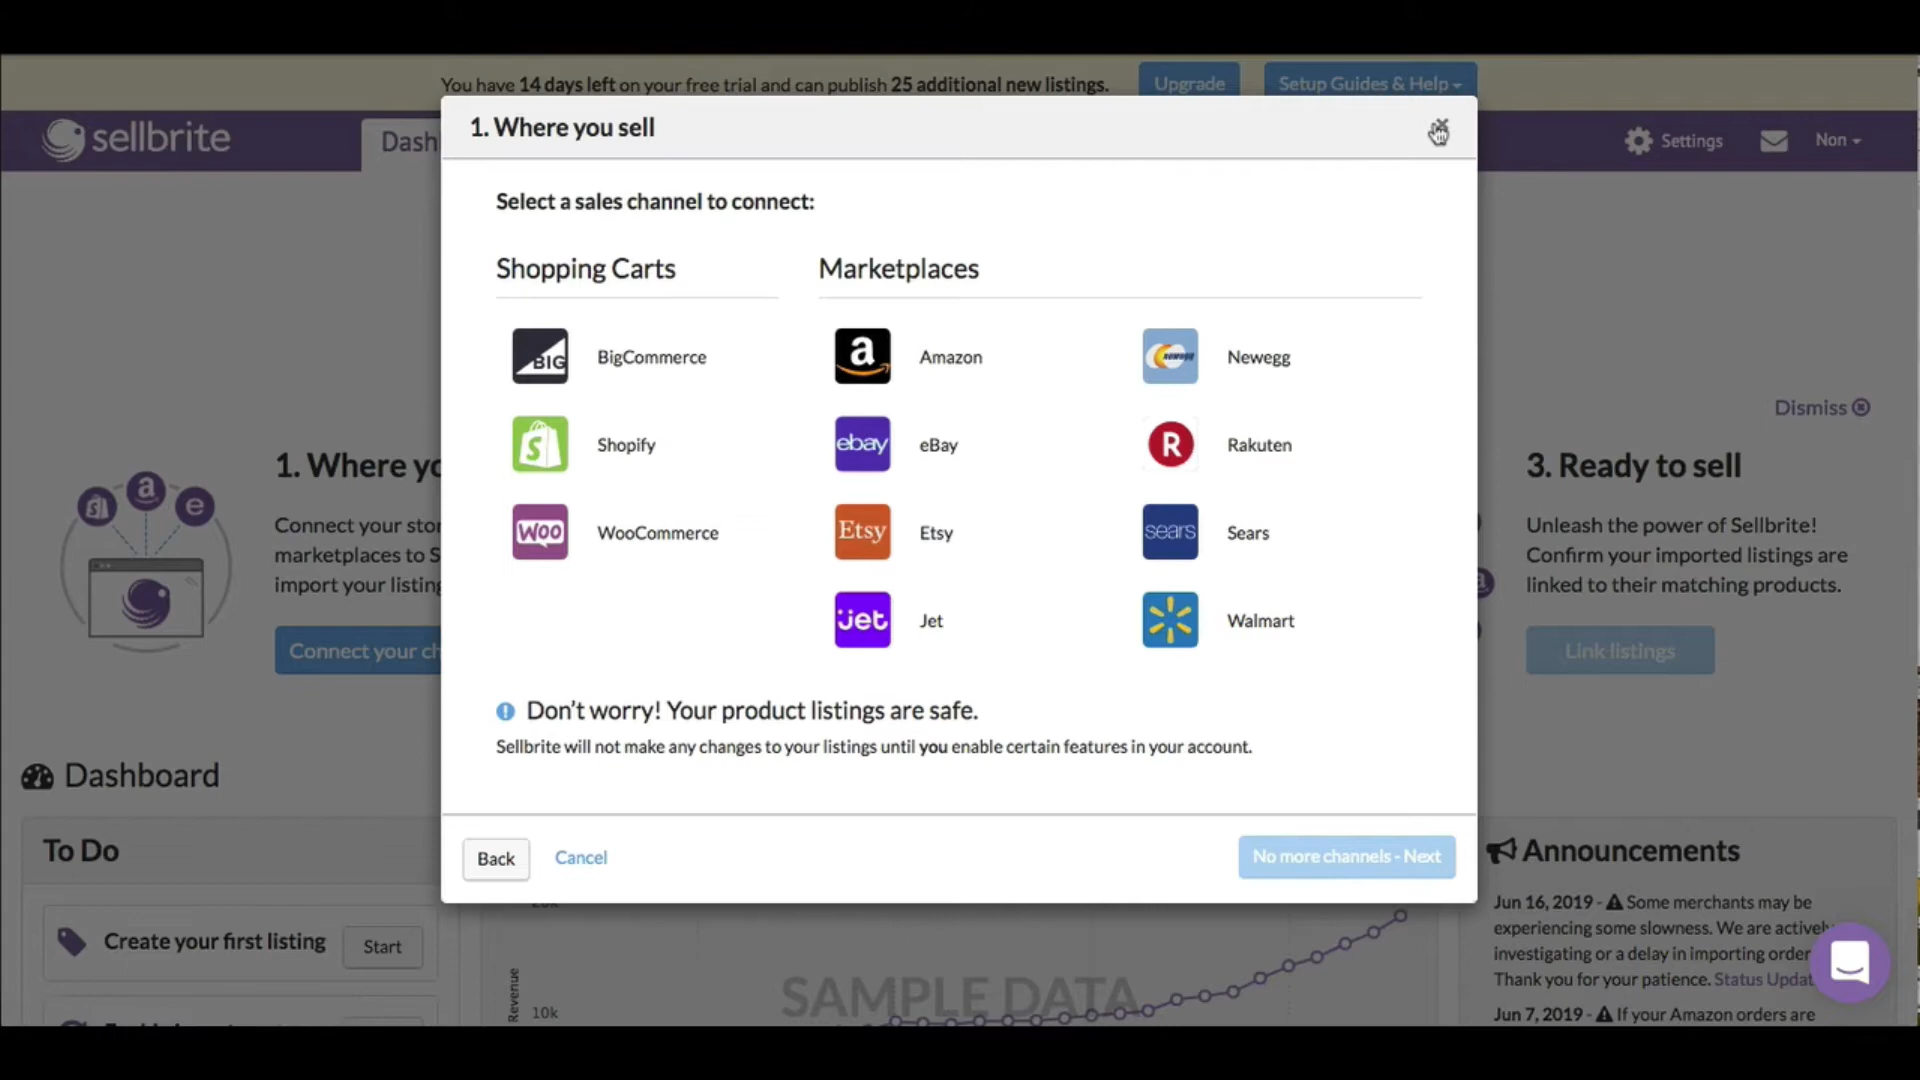 You have 14 days left on your free trial and can publish 25 additional new listings.
Upgrade
Setup Guides & Help
sellbrite
Dash
Settings
Non
1. Where you sell
Select a sales channel to connect:
Shopping Carts
BIG
BigCommerce
Shopify
Woo
WooCommerce
Marketplaces
a
Amazon
ebay
eBay
Etsy
Etsy
jet
Jet
newegg
Newegg
R
Rakuten
sears
Sears
Walmart
Don't worry! Your product listings are safe.
Sellbrite will not make any changes to your listings until you enable certain features in your account.
Back
Cancel
No more channels - Next
1. Where yo
Connect your stor
marketplaces to S
import your listing
Connect your ch
Dismiss
3. Ready to sell
Unleash the power of Sellbrite!
Confirm your imported listings are
linked to their matching products.
Link listings
Dashboard
To Do
Create your first listing
Start
Revenue
10k
SAMPLE DATA
Announcements
Jun 16, 2019 - Some merchants may be
experiencing some slowness. We are actively
investigating or a delay in importing order
Thank you for your patience. Status Updat
Jun 7, 2019 - If your Amazon orders are